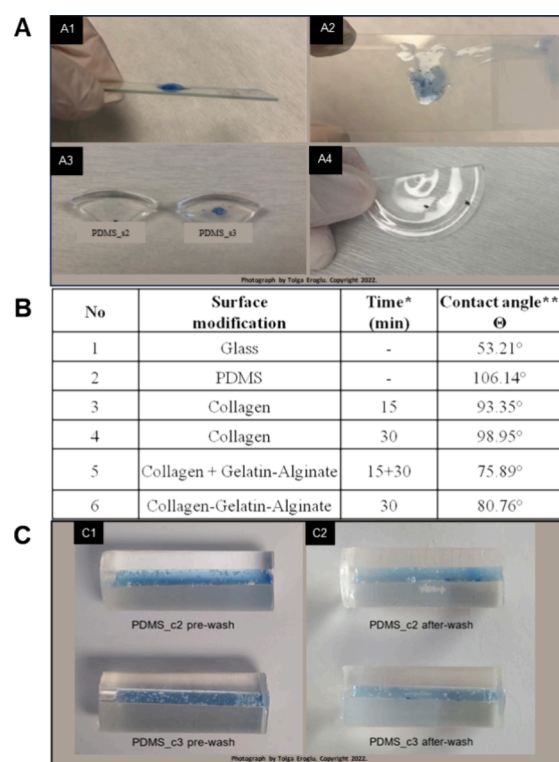 A
A1
A2
A3
A4
PDMS_s2
PDMS_s3
Photograph by Tolga Eroglu. Copyright 2022.
B
No Surface modification Time* (min) Contact angle** Θ
1 Glass - 53.21°
2 PDMS - 106.14°
3 Collagen 15 93.35°
4 Collagen 30 98.95°
5 Collagen + Gelatin-Alginate 15+30 75.89°
6 Collagen-Gelatin-Alginate 30 80.76°
C
C1
C2
PDMS_c2 pre-wash
PDMS_c2 after-wash
PDMS_c3 pre-wash
PDMS_c3 after-wash
Photograph by Tolga Eroglu. Copyright 2022.